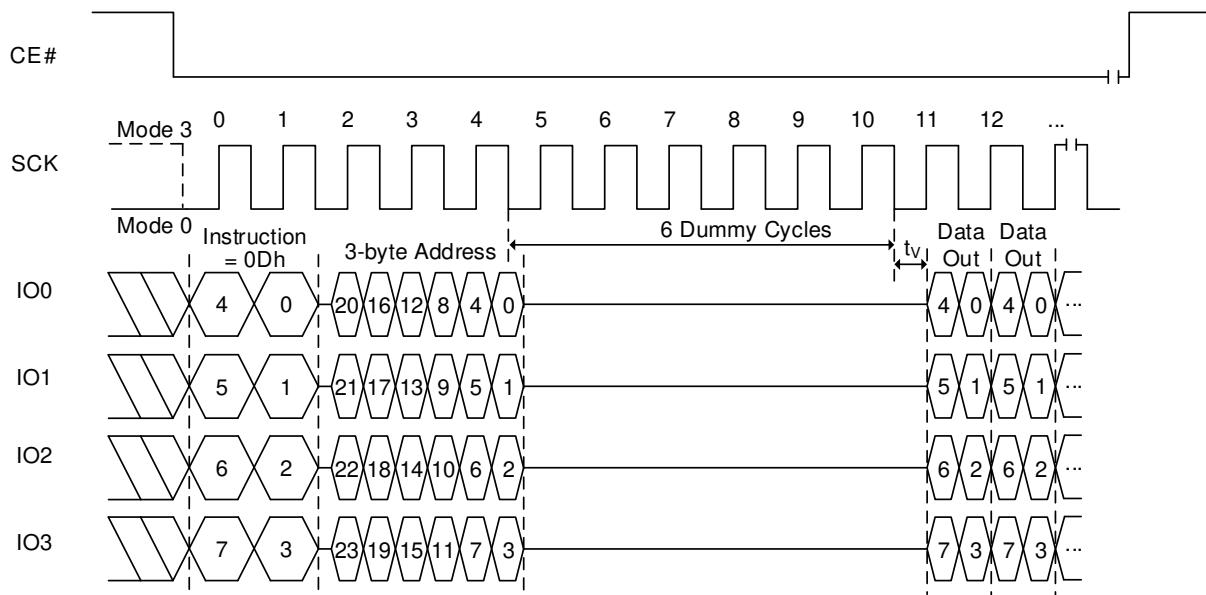 CE#
0 1 2 3 4 5 6 7 8 9 10 11 12 ...
Mode 3
SCK
Mode 0
6 Dummy Cycles
Instruction
= 0Dh
3-byte Address
tV
Data
Out
Data
Out
IO0
4 0 20 16 12 8 4 0 4 0 4 0 ...
IO1
5 1 21 17 13 9 5 1 5 1 5 1 ...
IO2
6 2 22 18 14 10 6 2 6 2 6 2 ...
IO3
7 3 23 19 15 11 7 3 7 3 7 3 ...